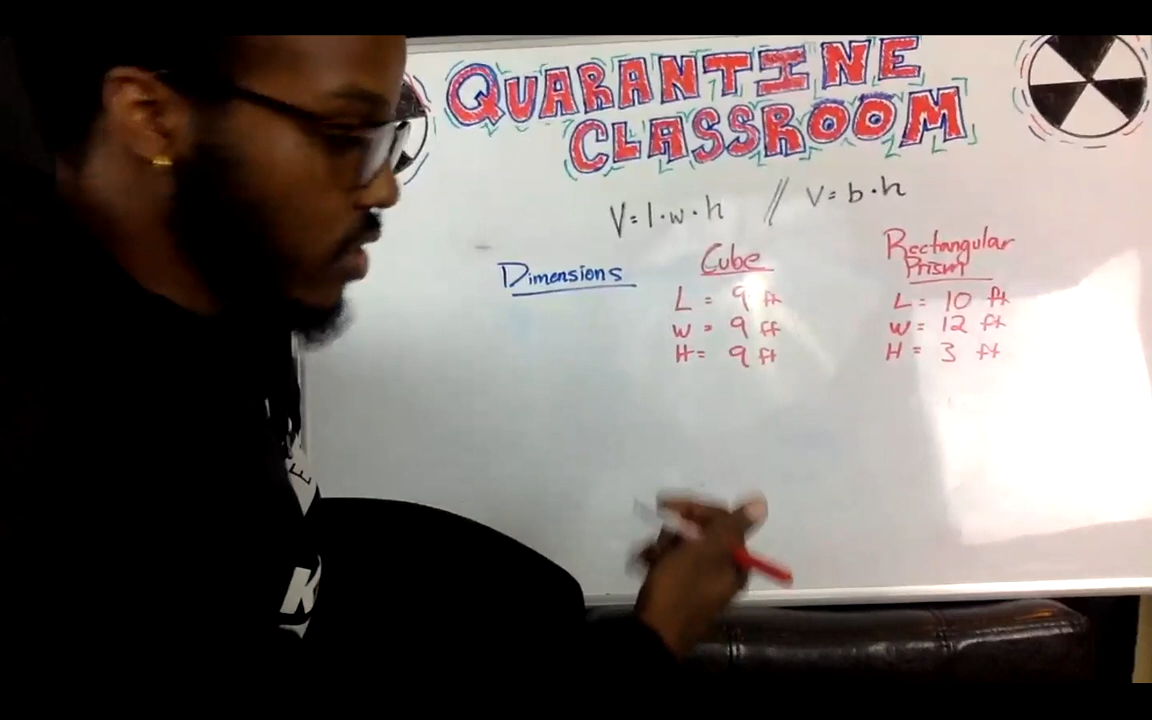 QUARANTINE
CLASSROOM
V = l · w · h // V = b · h
Dimensions
Cube
L = 9 ft
W = 9 ft
H = 9 ft
Rectangular
Prism
L = 10 ft
W = 12 ft
H = 3 ft